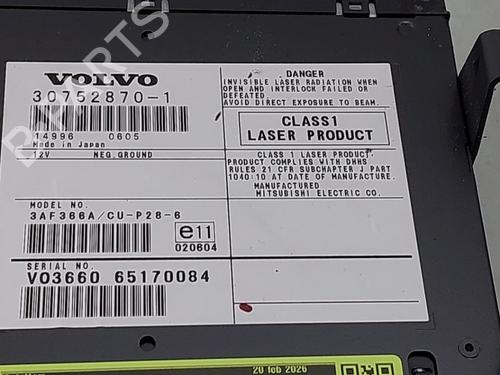 VOLVO
30752870-1
14996 0605
Made in Japan
12V NEG.GROUND
MODEL NO.
3AF366A/CU-P28-6
e11
020604
SERIAL NO.
VO3660 65170084
DANGER
INVISIBLE LASER RADIATION WHEN
OPEN AND INTERLOCK FAILED OR
DEFEATED
AVOID DIRECT EXPOSURE TO BEAM.
CLASS1
LASER PRODUCT
CLASS 1 LASER PRODUCT
PRODUCT COMPLIES WITH DHHS
RULES 21 CFR SUBCHAPTER J PART
1040:10 AT DATE OF MANUFACTURE.
MANUFACTURED
MITSUBISHI ELECTRIC CO.
20 feb 2026
PARTS